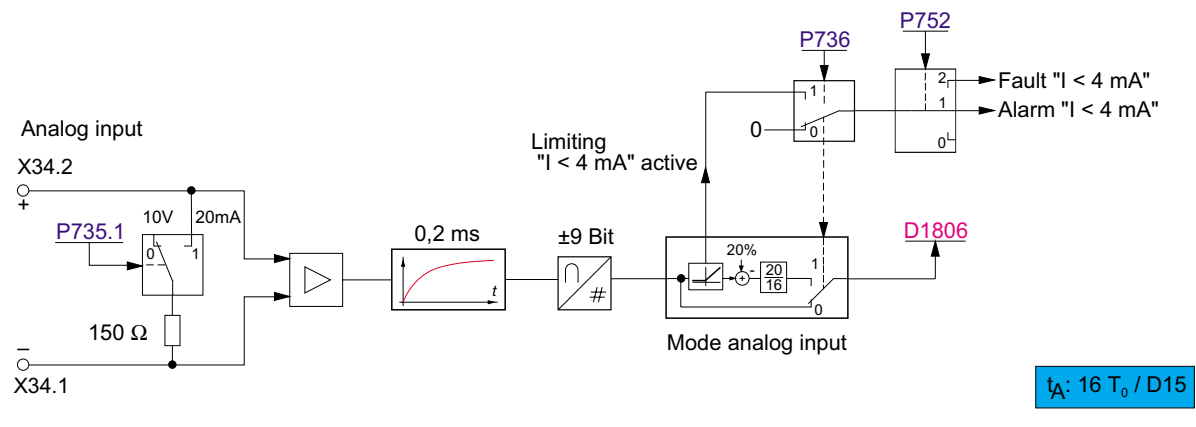 P752
P736
2
Fault "I < 4 mA"
1
1
Alarm "I < 4 mA"
0
0
0
Analog input
Limiting
"I < 4 mA" active
X34.2
+
10V
20mA
P735.1
0
1
0,2 ms
t
±9 Bit
∩
#
20%
+
-
20
16
1
0
D1806
150 Ω
Mode analog input
–
X34.1
tA: 16 T0 / D15